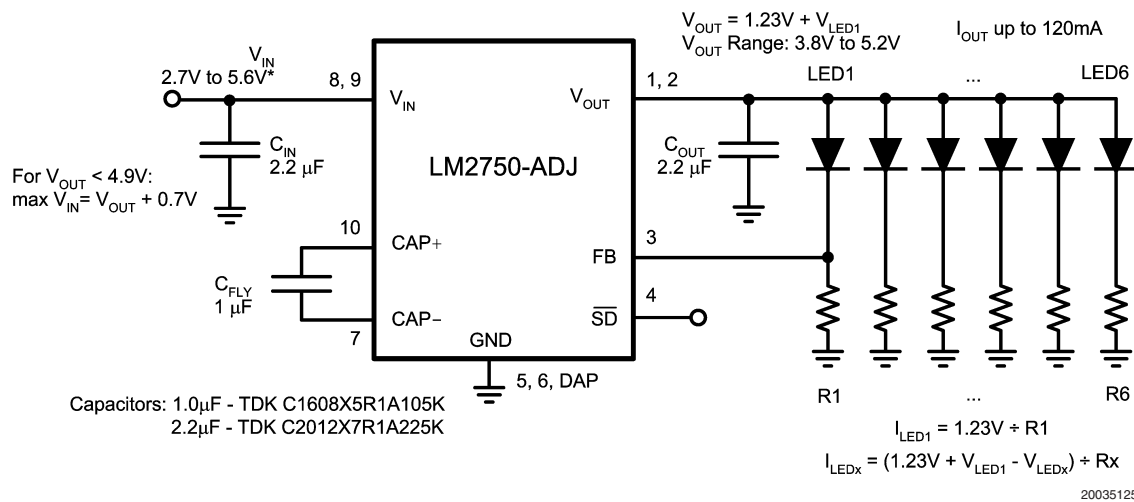 V_OUT = 1.23V + V_LED1
V_OUT Range: 3.8V to 5.2V
I_OUT up to 120mA
V_IN
2.7V to 5.6V*
8, 9
1, 2
LED1
...
LED6
V_IN
V_OUT
C_IN
2.2 µF
LM2750-ADJ
C_OUT
2.2 µF
For V_OUT < 4.9V:
max V_IN= V_OUT + 0.7V
10
CAP+
3
FB
C_FLY
1 µF
4
SD
CAP−
7
GND
5, 6, DAP
R1
...
R6
Capacitors: 1.0µF - TDK C1608X5R1A105K
2.2µF - TDK C2012X7R1A225K
I_LED1 = 1.23V ÷ R1
I_LEDx = (1.23V + V_LED1 - V_LEDx) ÷ Rx
20035125